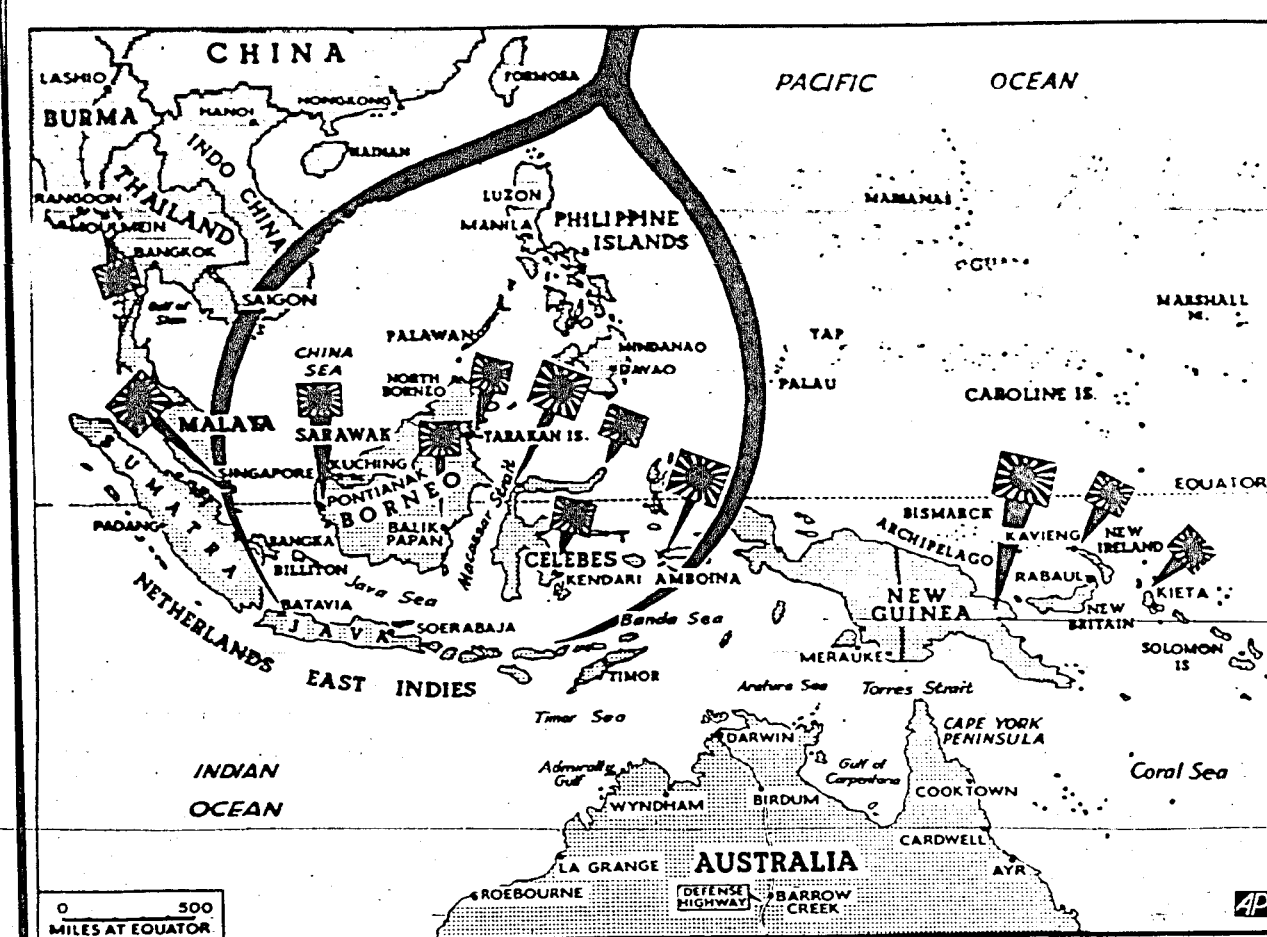 CHINA
LASHIO
FORMOSA
PACIFIC OCEAN
BURMA
HANOI
HONGKONG
HAINAN
INDO CHINA
THAILAND
RANGOON
MOULMEIN
BANGKOK
LUZON
MANILA
PHILIPPINE
ISLANDS
MARIANAS
GUAM
Gulf of
Siam
SAIGON
MARSHALL
IS.
PALAWAN
YAP
MINDANAO
DAVAO
PALAU
CHINA
SEA
NORTH
BORNEO
CAROLINE IS.
MALAYA
SARAWAK
TARAKAN IS.
SUMATRA
SINGAPORE
KUCHING
PONTIANAK
BORNEO
Macassar Strait
EQUATOR
PADANG
BALIK
PAPAN
BISMARCK
ARCHIPELAGO
KAVIENG
NEW
IRELAND
BANGKA
BILLITON
CELEBES
KENDARI
AMBOINA
RABAUL
KIETA
Java Sea
NEW
GUINEA
NEW
BRITAIN
BATAVIA
JAVA
SOERABAJA
Banda Sea
SOLOMON
IS
NETHERLANDS EAST INDIES
MERAUKE
TIMOR
Arafura Sea
Torres Strait
Timor Sea
CAPE YORK
PENINSULA
DARWIN
INDIAN
OCEAN
Admiralty
Gulf
Gulf of
Carpentaria
Coral Sea
WYNDHAM
BIRDUM
COOKTOWN
CARDWELL
LA GRANGE
AUSTRALIA
AYR
ROEBOURNE
DEFENSE
HIGHWAY
BARROW
CREEK
0 500
MILES AT EQUATOR
AP